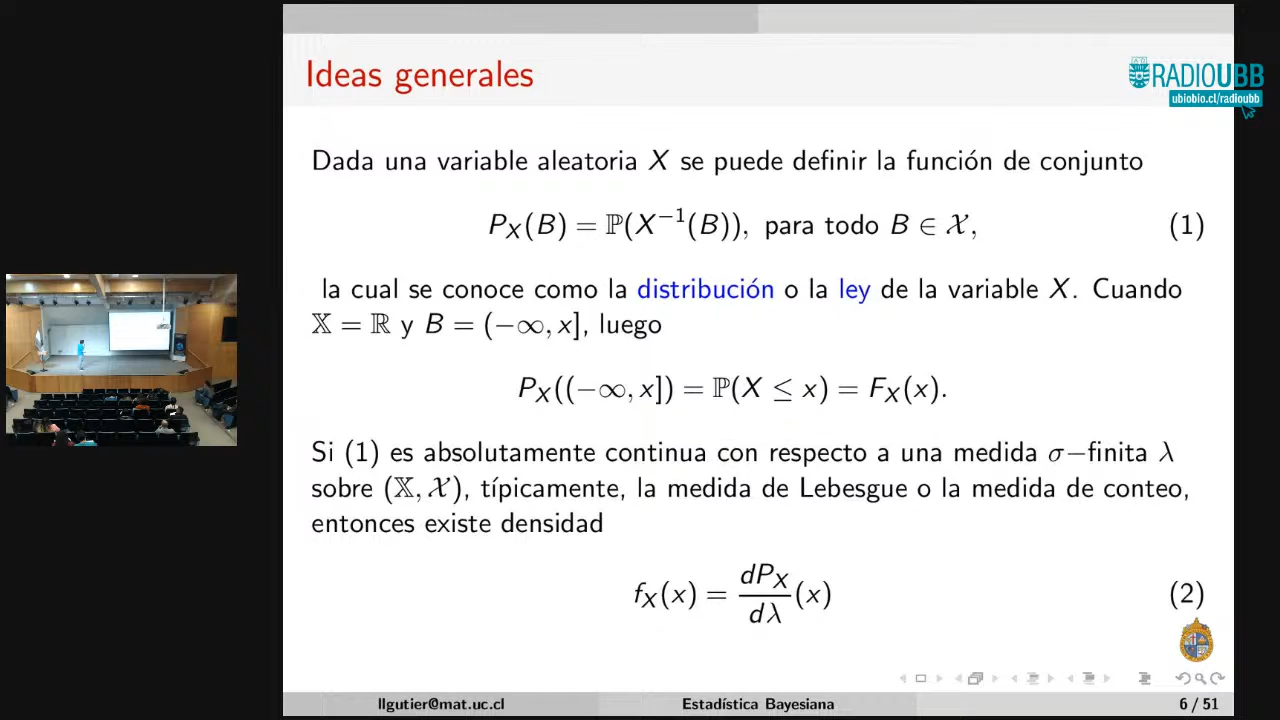 Ideas generales
RADIOUBB
ubiobio.cl/radioubb
Dada una variable aleatoria X se puede definir la función de conjunto
P_X(B) = ℙ(X⁻¹(B)), para todo B ∈ 𝒳, (1)
la cual se conoce como la distribución o la ley de la variable X. Cuando
𝕏 = ℝ y B = (−∞, x], luego
P_X((−∞, x]) = ℙ(X ≤ x) = F_X(x).
Si (1) es absolutamente continua con respecto a una medida σ−finita λ
sobre (𝕏, 𝒳), típicamente, la medida de Lebesgue o la medida de conteo,
entonces existe densidad
f_X(x) = dP_X/dλ (x) (2)
llgutier@mat.uc.cl Estadística Bayesiana 6 / 51